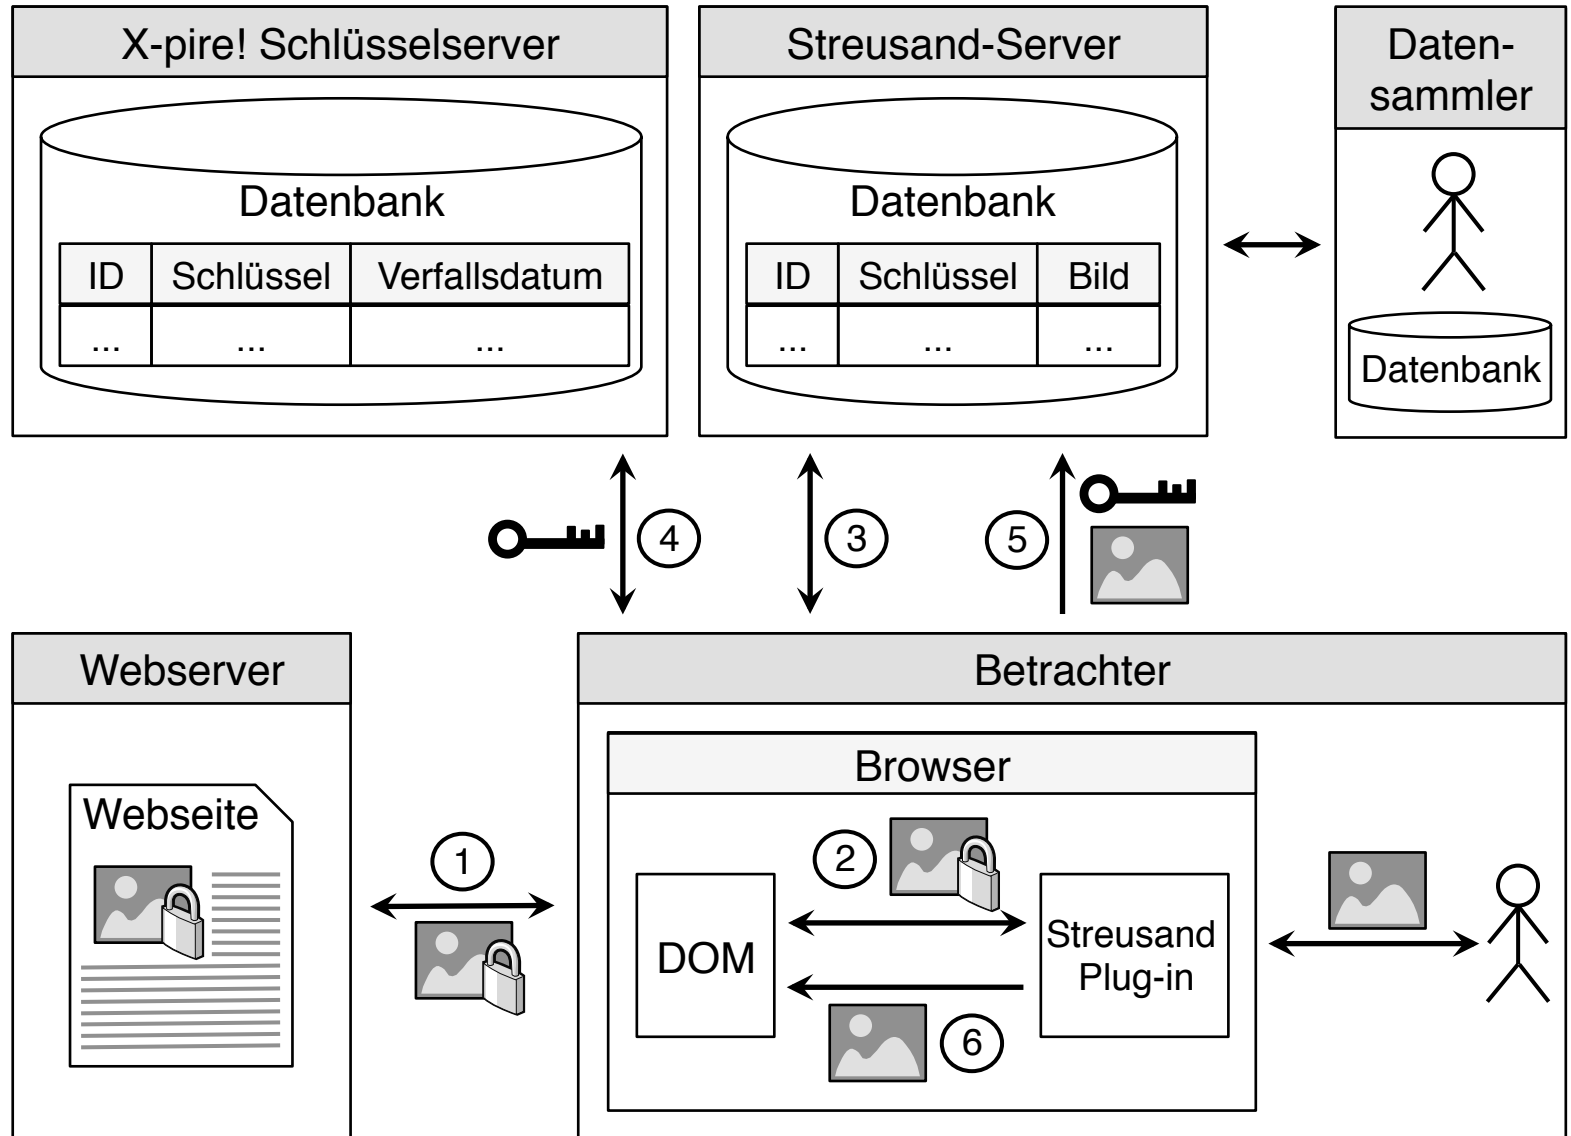 X-pire! Schlüsselserver
Datenbank
ID Schlüssel Verfallsdatum
... ... ...
Streusand-Server
Datenbank
ID Schlüssel Bild
... ... ...
Daten-
sammler
Datenbank
4
3
5
Webserver
Webseite
1
Betrachter
Browser
2
DOM
Streusand
Plug-in
6